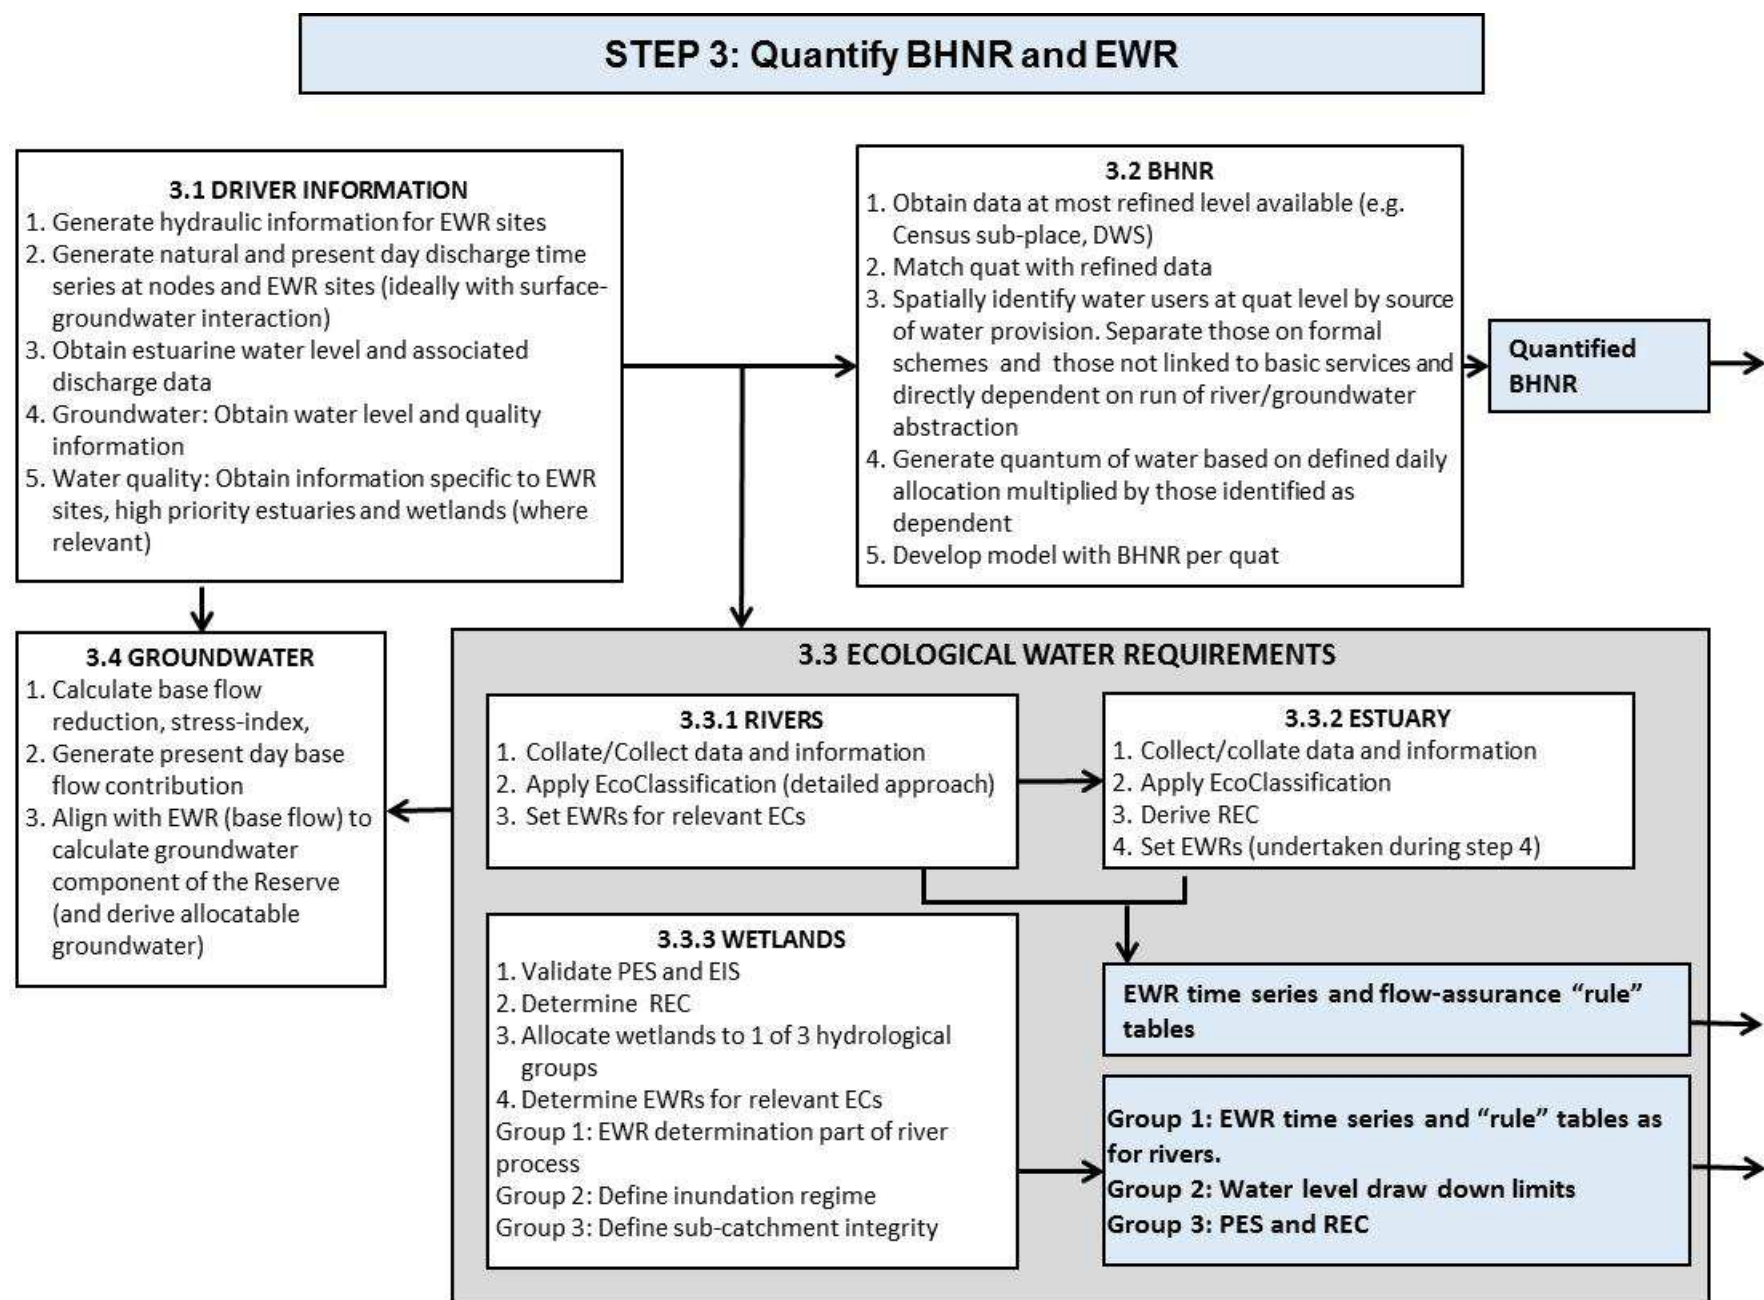 STEP 3: Quantify BHNR and EWR
3.1 DRIVER INFORMATION
1. Generate hydraulic information for EWR sites
2. Generate natural and present day discharge time
series at nodes and EWR sites (ideally with surface-
groundwater interaction)
3. Obtain estuarine water level and associated
discharge data
4. Groundwater: Obtain water level and quality
information
5. Water quality: Obtain information specific to EWR
sites, high priority estuaries and wetlands (where
relevant)
3.2 BHNR
1. Obtain data at most refined level available (e.g.
Census sub-place, DWS)
2. Match quat with refined data
3. Spatially identify water users at quat level by source
of water provision. Separate those on formal
schemes and those not linked to basic services and
directly dependent on run of river/groundwater
abstraction
4. Generate quantum of water based on defined daily
allocation multiplied by those identified as
dependent
5. Develop model with BHNR per quat
Quantified
BHNR
3.4 GROUNDWATER
1. Calculate base flow
reduction, stress-index,
2. Generate present day base
flow contribution
3. Align with EWR (base flow) to
calculate groundwater
component of the Reserve
(and derive allocatable
groundwater)
3.3 ECOLOGICAL WATER REQUIREMENTS
3.3.1 RIVERS
1. Collate/Collect data and information
2. Apply EcoClassification (detailed approach)
3. Set EWRs for relevant ECs
3.3.2 ESTUARY
1. Collect/collate data and information
2. Apply EcoClassification
3. Derive REC
4. Set EWRs (undertaken during step 4)
3.3.3 WETLANDS
1. Validate PES and EIS
2. Determine REC
3. Allocate wetlands to 1 of 3 hydrological
groups
4. Determine EWRs for relevant ECs
Group 1: EWR determination part of river
process
Group 2: Define inundation regime
Group 3: Define sub-catchment integrity
EWR time series and flow-assurance “rule”
tables
Group 1: EWR time series and “rule” tables as
for rivers.
Group 2: Water level draw down limits
Group 3: PES and REC